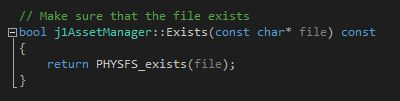 // Make sure that the file exists
bool j1AssetManager::Exists(const char* file) const
{
    return PHYSFS_exists(file);
}